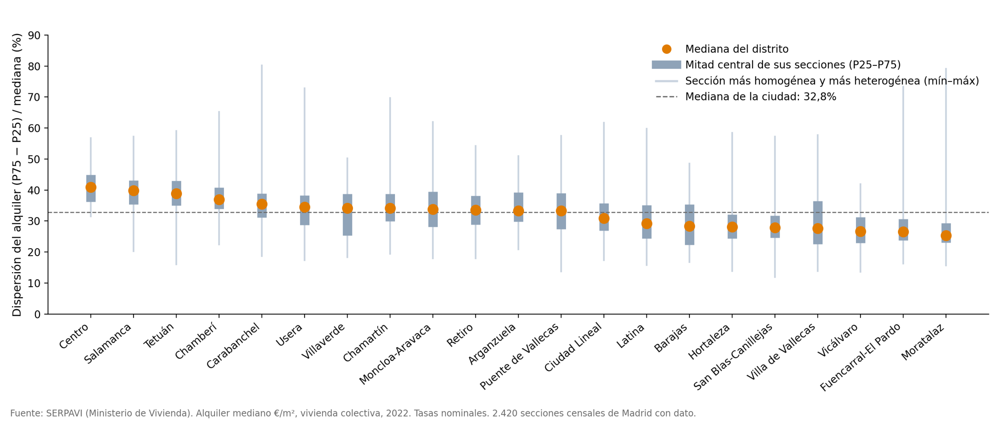 Dispersión del alquiler (P75 − P25) / mediana (%)
90
80
70
60
50
40
30
20
10
0
Mediana del distrito
Mitad central de sus secciones (P25–P75)
Sección más homogénea y más heterogénea (mín–máx)
Mediana de la ciudad: 32,8%
Centro
Salamanca
Tetuán
Chamberí
Carabanchel
Usera
Villaverde
Chamartín
Moncloa-Aravaca
Retiro
Arganzuela
Puente de Vallecas
Ciudad Lineal
Latina
Barajas
Hortaleza
San Blas-Canillejas
Villa de Vallecas
Vicálvaro
Fuencarral-El Pardo
Moratalaz
Fuente: SERPAVI (Ministerio de Vivienda). Alquiler mediano €/m², vivienda colectiva, 2022. Tasas nominales. 2.420 secciones censales de Madrid con dato.